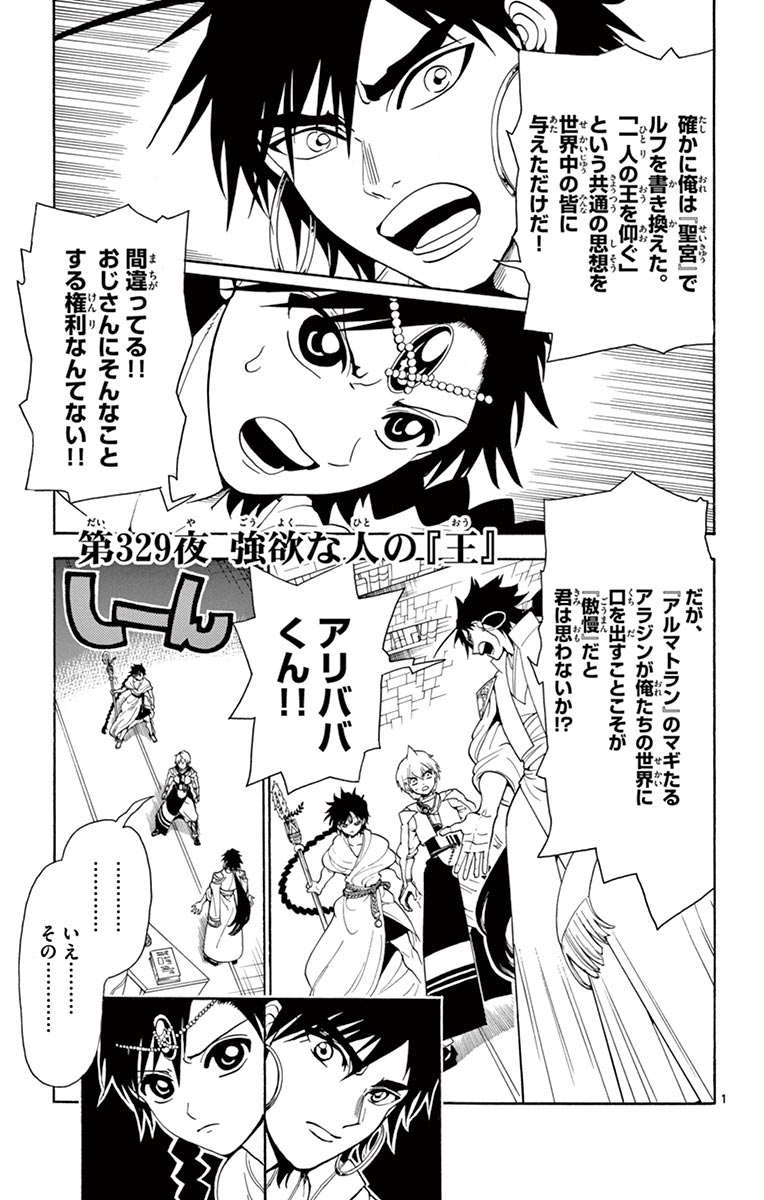 確かに俺は『聖宮』で
ルフを書き換えた。
「一人の王を仰ぐ」
という共通の思想を
世界中の皆に
与えただけだ！
間違ってる!!
おじさんにそんなこと
する権利なんてない!!
第329夜 強欲な人の『王』
だが、
『アルマトラン』のマギたる
アラジンが俺たちの世界に
口を出すことこそが
『傲慢』だと
君は思わないか!?
アリババ
くん!!
しーん
…………
…………
いえ………
その…………
1